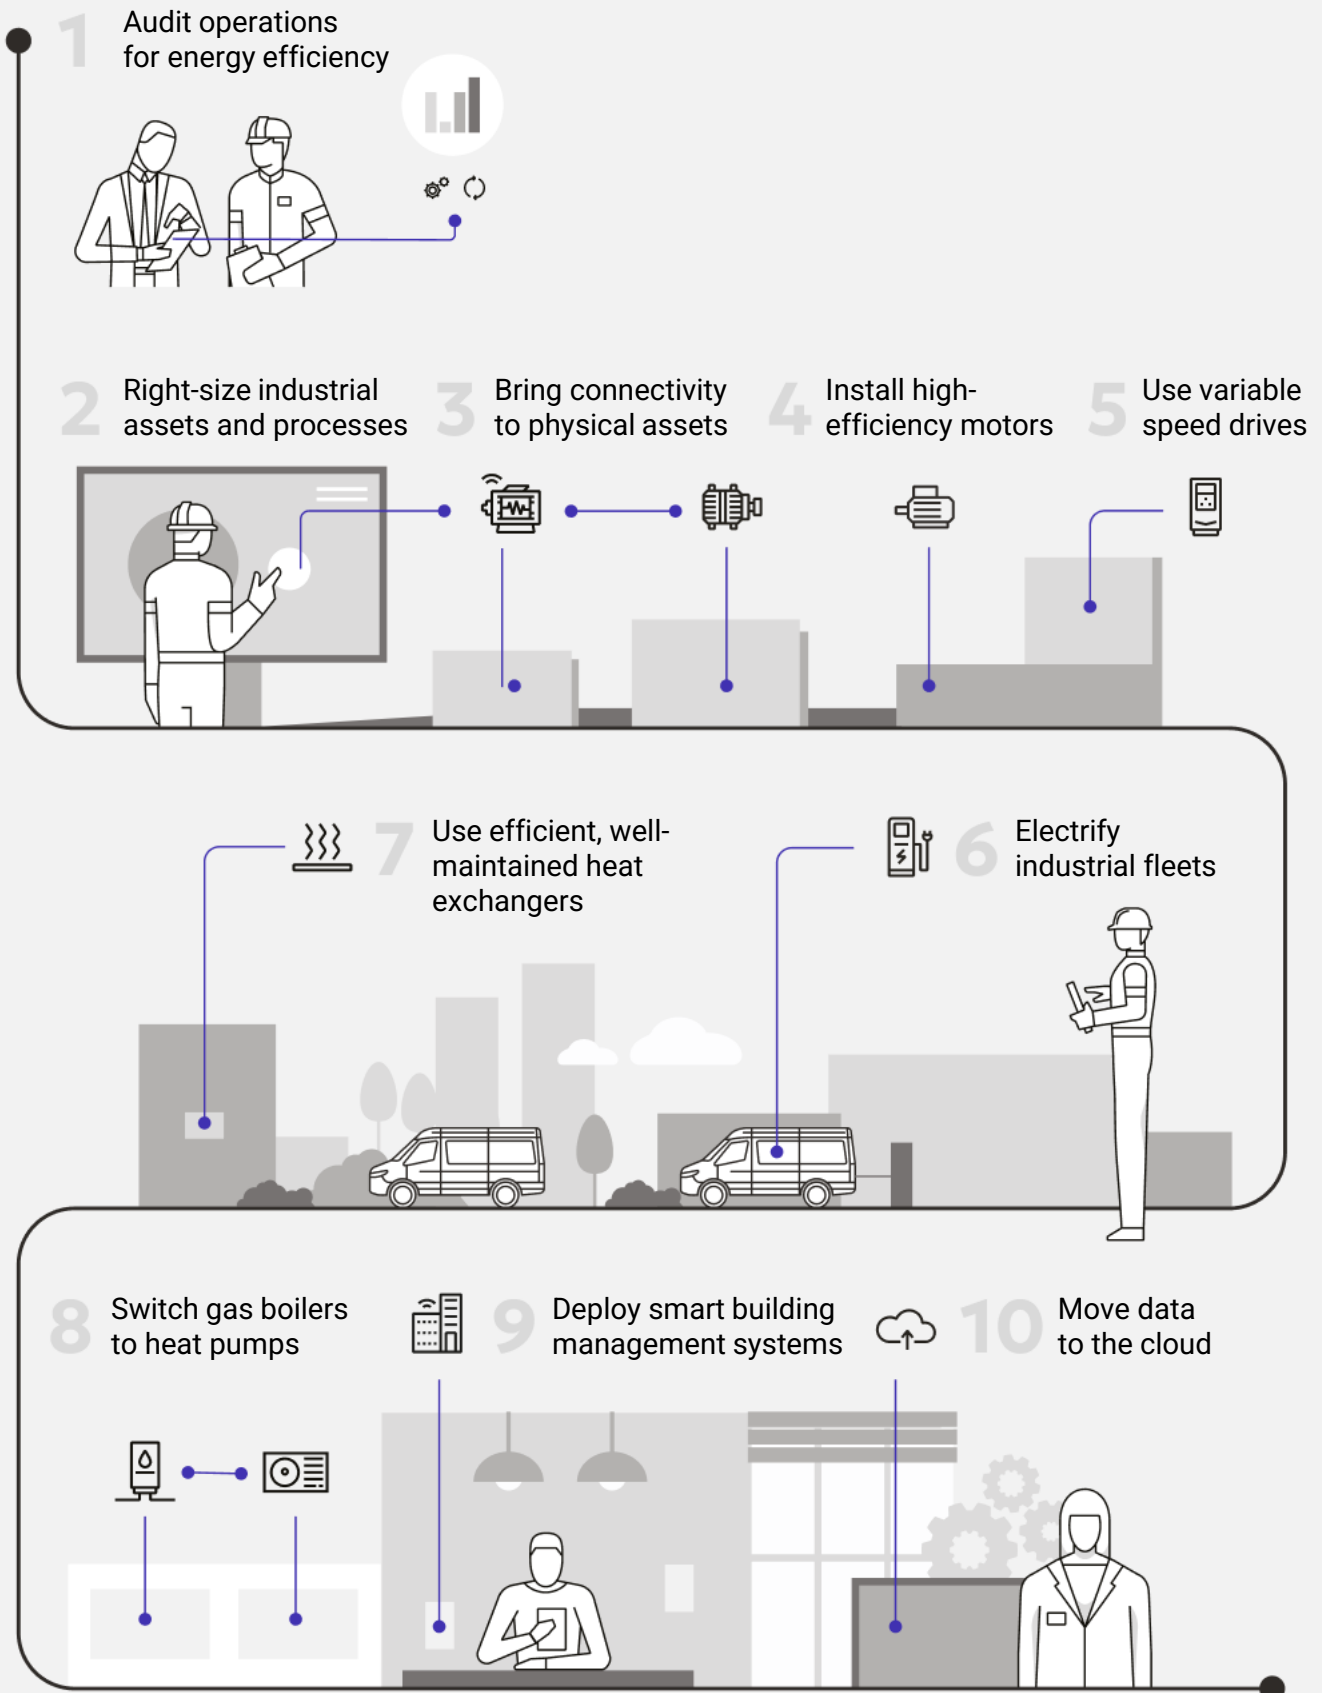 1
Audit operations
for energy efficiency
2
Right-size industrial
assets and processes
3
Bring connectivity
to physical assets
4
Install high-
efficiency motors
5
Use variable
speed drives
6
Electrify
industrial fleets
7
Use efficient, well-
maintained heat
exchangers
8
Switch gas boilers
to heat pumps
9
Deploy smart building
management systems
10
Move data
to the cloud